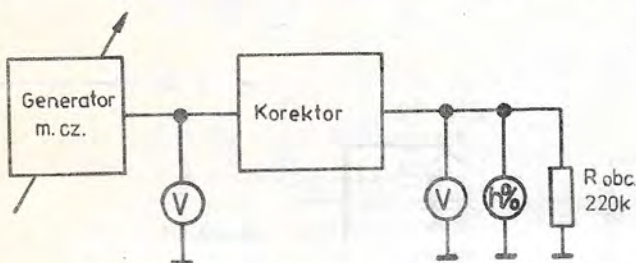 Generator
m.cz.
V
Korektor
V
h%
R obc.
220k